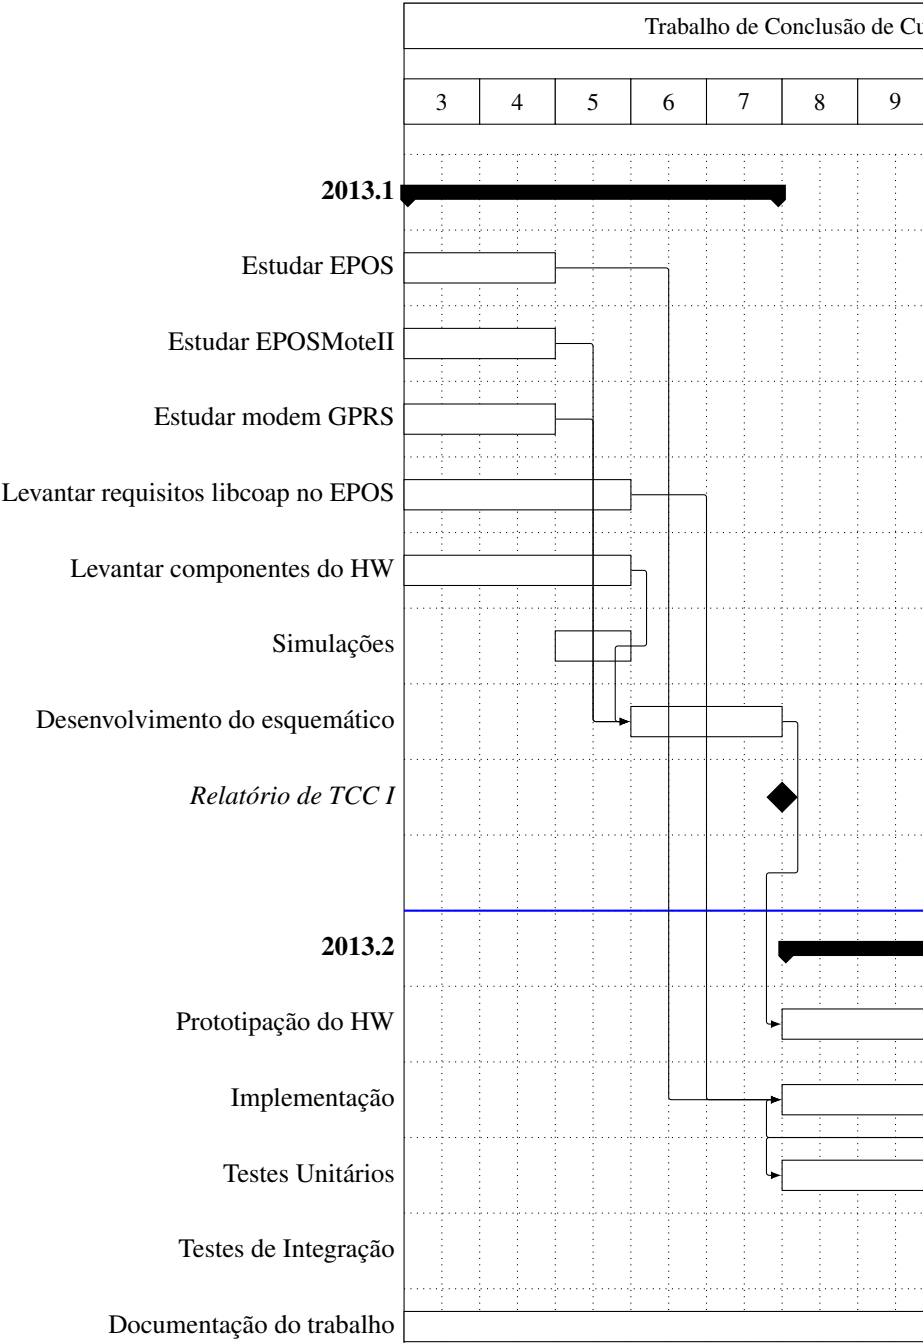 Trabalho de Conclusão de Cu
3 4 5 6 7 8 9
2013.1
Estudar EPOS
Estudar EPOSMoteII
Estudar modem GPRS
Levantar requisitos libcoap no EPOS
Levantar componentes do HW
Simulações
Desenvolvimento do esquemático
Relatório de TCC I
2013.2
Prototipação do HW
Implementação
Testes Unitários
Testes de Integração
Documentação do trabalho